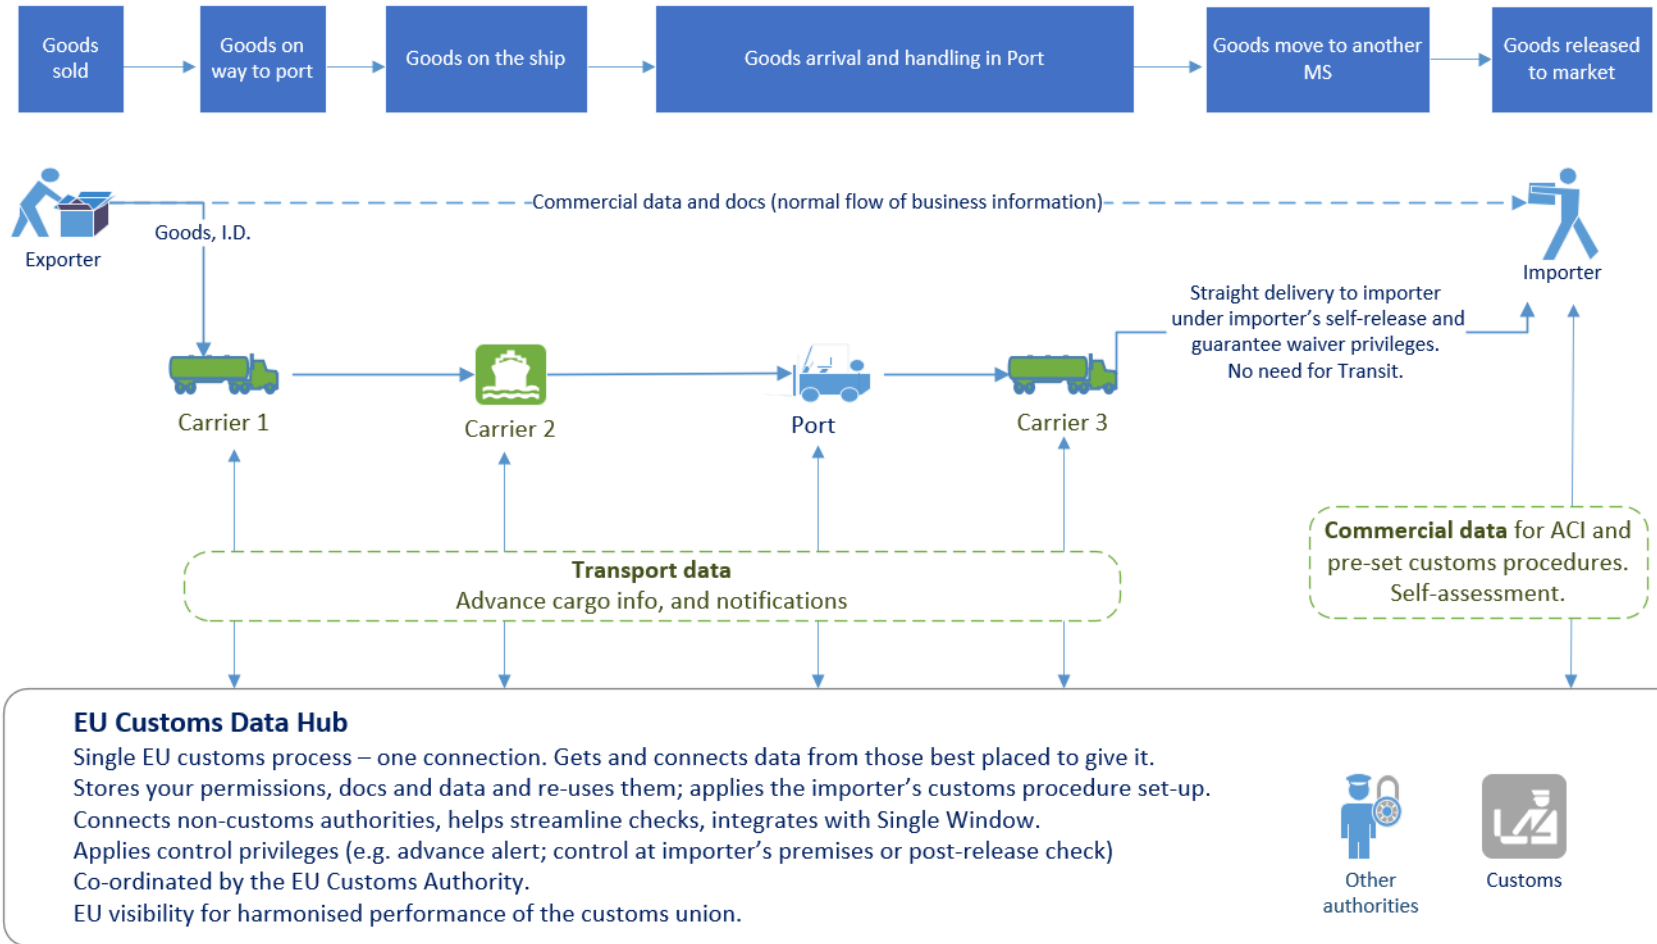 Goods
sold
Goods on
way to port
Goods on the ship
Goods arrival and handling in Port
Goods move to another
MS
Goods released
to market
Commercial data and docs (normal flow of business information)
Goods, I.D.
Exporter
Importer
Straight delivery to importer
under importer's self-release and
guarantee waiver privileges.
No need for Transit.
Carrier 1
Carrier 2
Port
Carrier 3
Transport data
Advance cargo info, and notifications
Commercial data for ACI and
pre-set customs procedures.
Self-assessment.
EU Customs Data Hub
Single EU customs process – one connection. Gets and connects data from those best placed to give it.
Stores your permissions, docs and data and re-uses them; applies the importer's customs procedure set-up.
Connects non-customs authorities, helps streamline checks, integrates with Single Window.
Applies control privileges (e.g. advance alert; control at importer's premises or post-release check)
Co-ordinated by the EU Customs Authority.
EU visibility for harmonised performance of the customs union.
Other
authorities
Customs